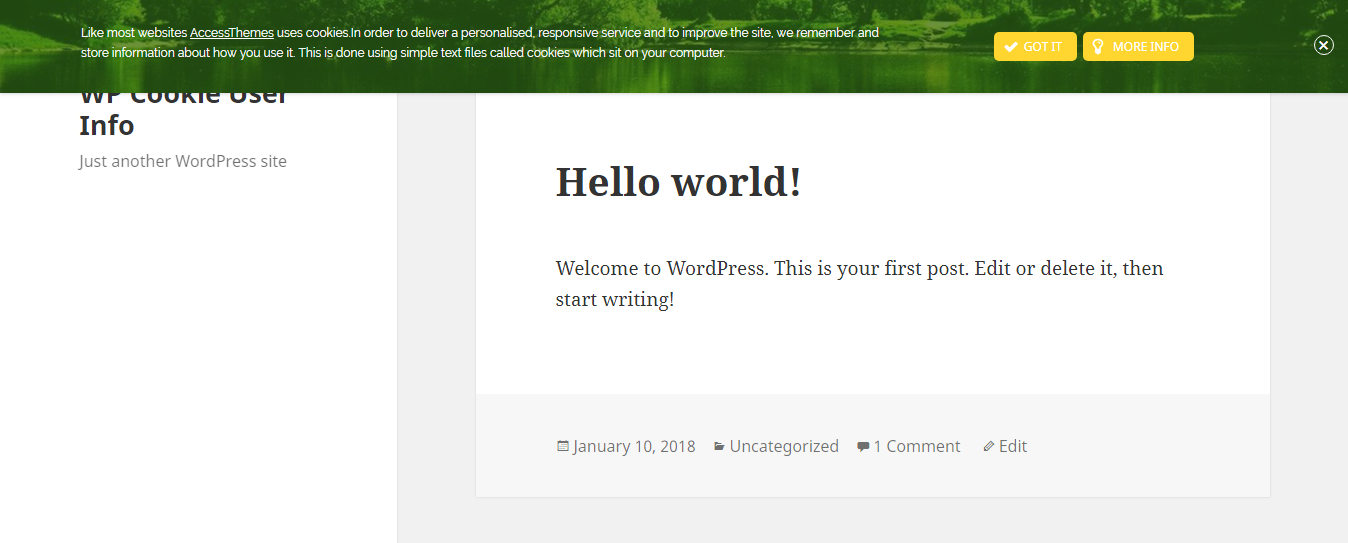 Like most websites AccessThemes uses cookies.In order to deliver a personalised, responsive service and to improve the site, we remember and
store information about how you use it. This is done using simple text files called cookies which sit on your computer.
GOT IT
MORE INFO
WP Cookie User
Info
Just another WordPress site
Hello world!
Welcome to WordPress. This is your first post. Edit or delete it, then
start writing!
January 10, 2018 Uncategorized 1 Comment Edit